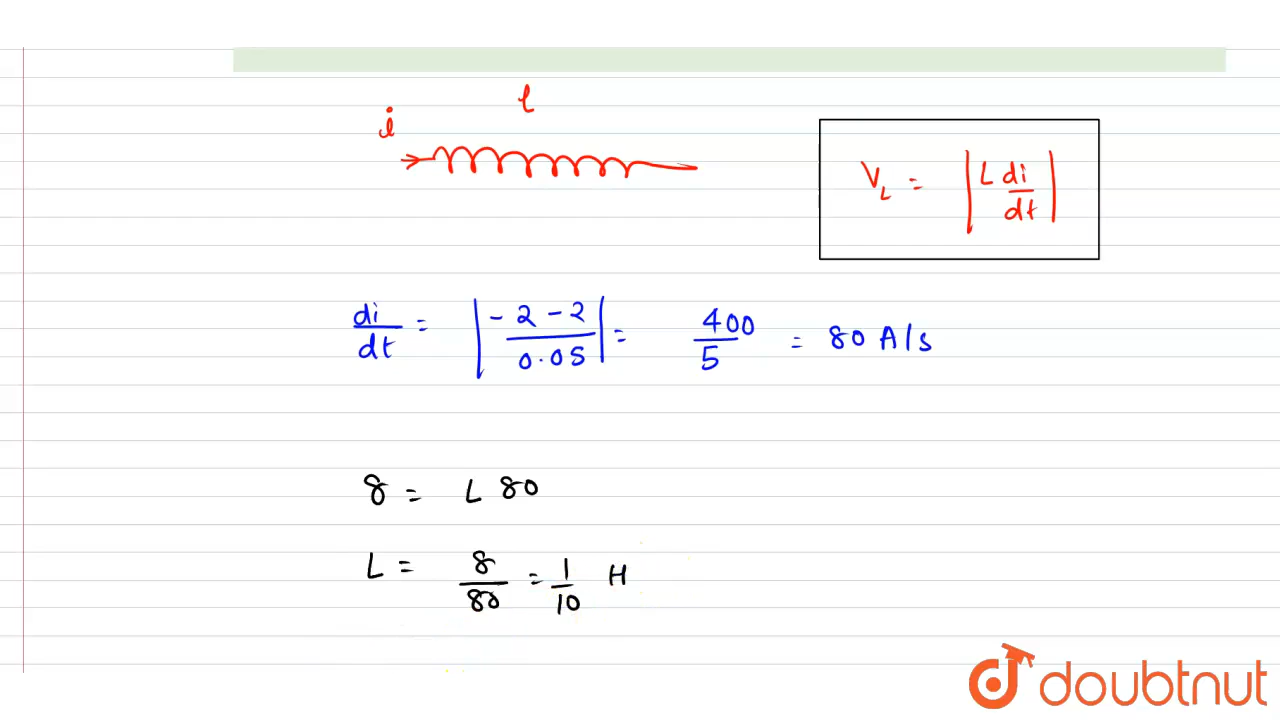 l
i
V_L = |L di/dt|
di/dt = |-2-2/0.05| = 400/5 = 80 A/s
8 = L 80
L = 8/80 = 1/10 H
doubtnut